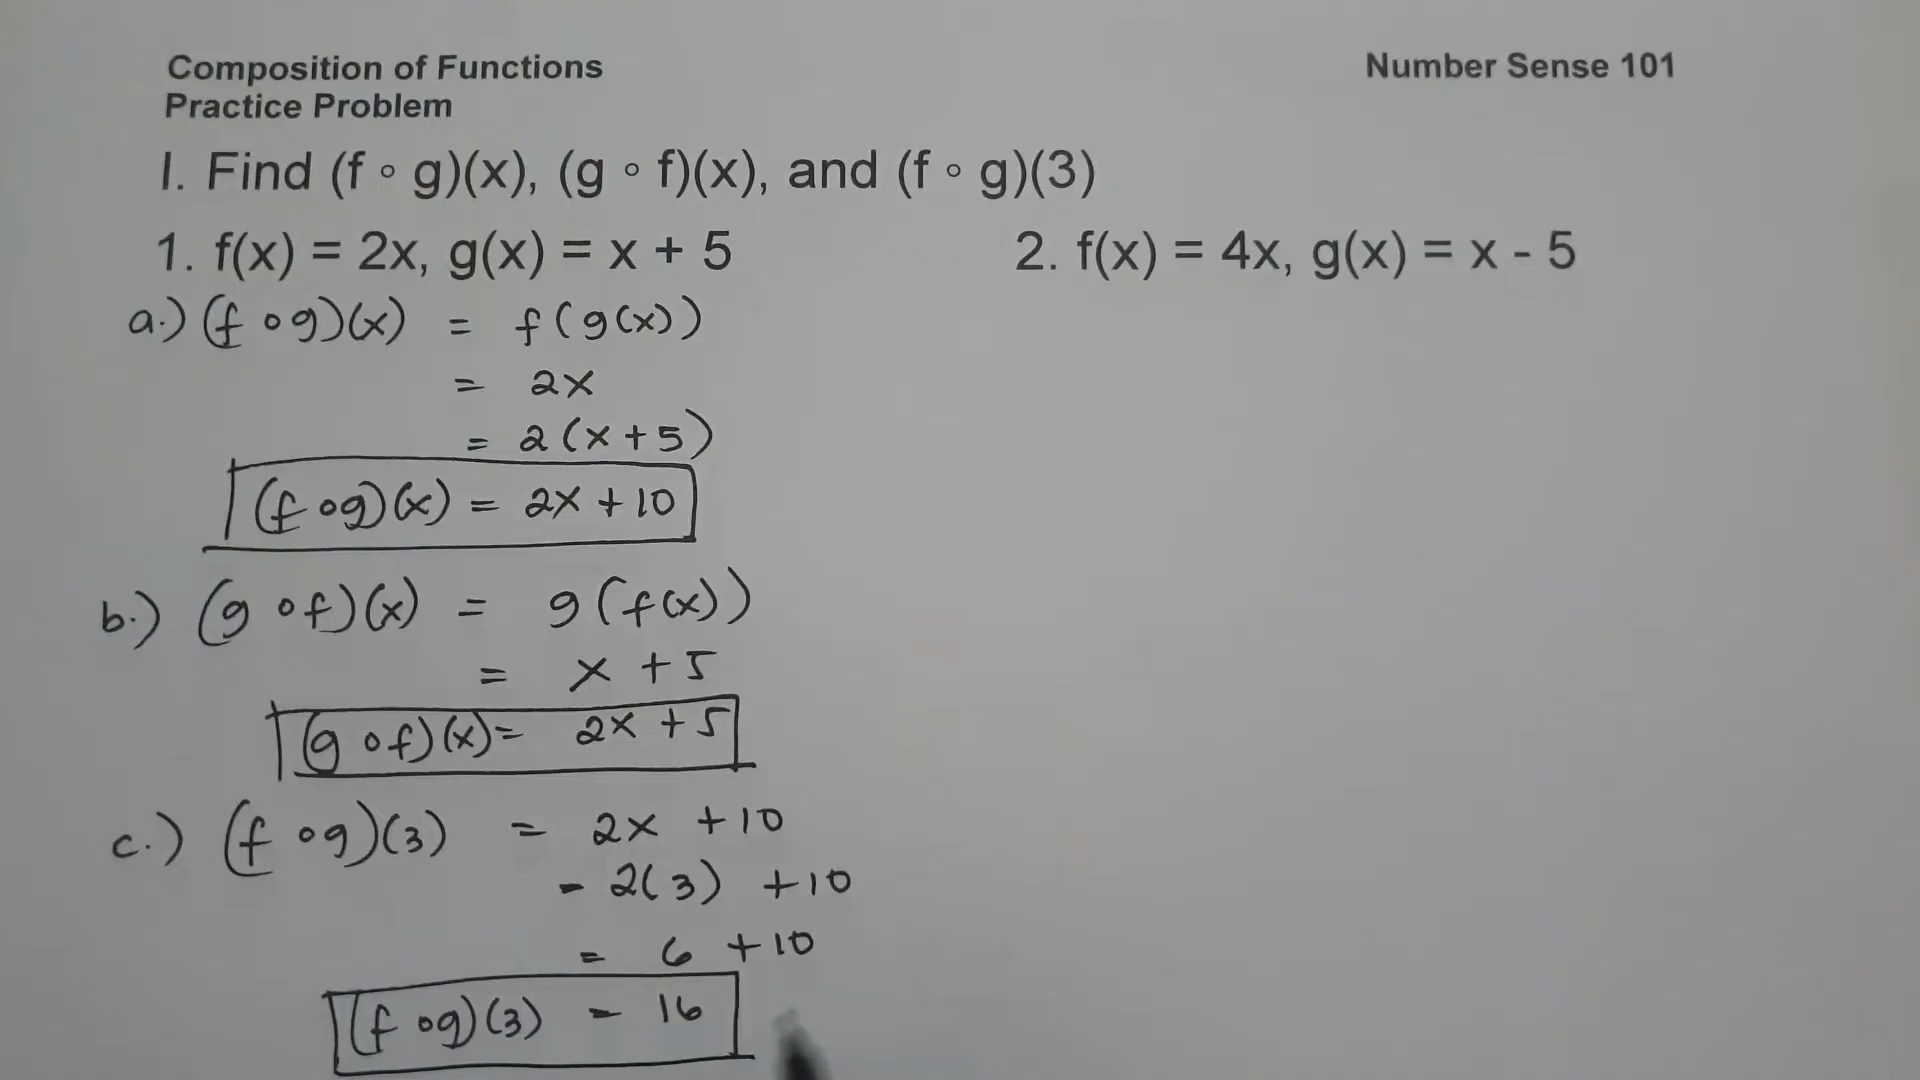 Composition of Functions
Number Sense 101
Practice Problem
I. Find (f ∘ g)(x), (g ∘ f)(x), and (f ∘ g)(3)
1. f(x) = 2x, g(x) = x + 5
2. f(x) = 4x, g(x) = x - 5
a.) (f ∘ g)(x) = f(g(x))
= 2x
= 2(x+5)
(f ∘ g)(x) = 2x + 10
b.) (g ∘ f)(x) = g(f(x))
= x + 5
(g ∘ f)(x) = 2x + 5
c.) (f ∘ g)(3) = 2x + 10
- 2(3) + 10
= 6 + 10
(f ∘ g)(3) - 16